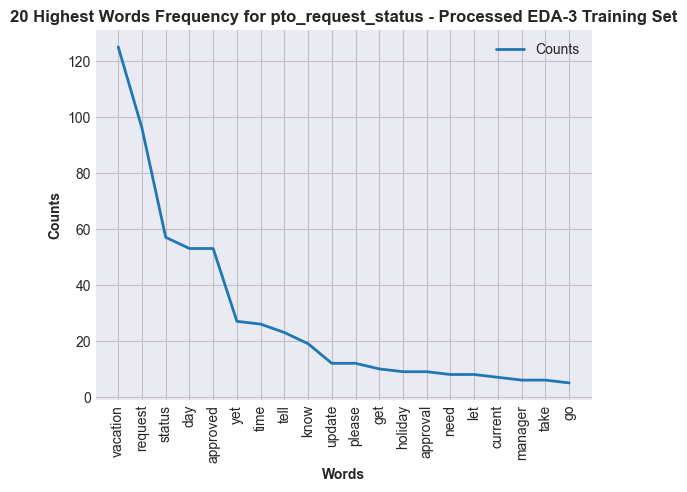 20 Highest Words Frequency for pto_request_status - Processed EDA-3 Training Set
Counts
120
100
80
60
40
20
0
Counts
vacation
request
status
day
approved
yet
time
tell
know
update
please
get
holiday
approval
need
let
current
manager
take
go
Words